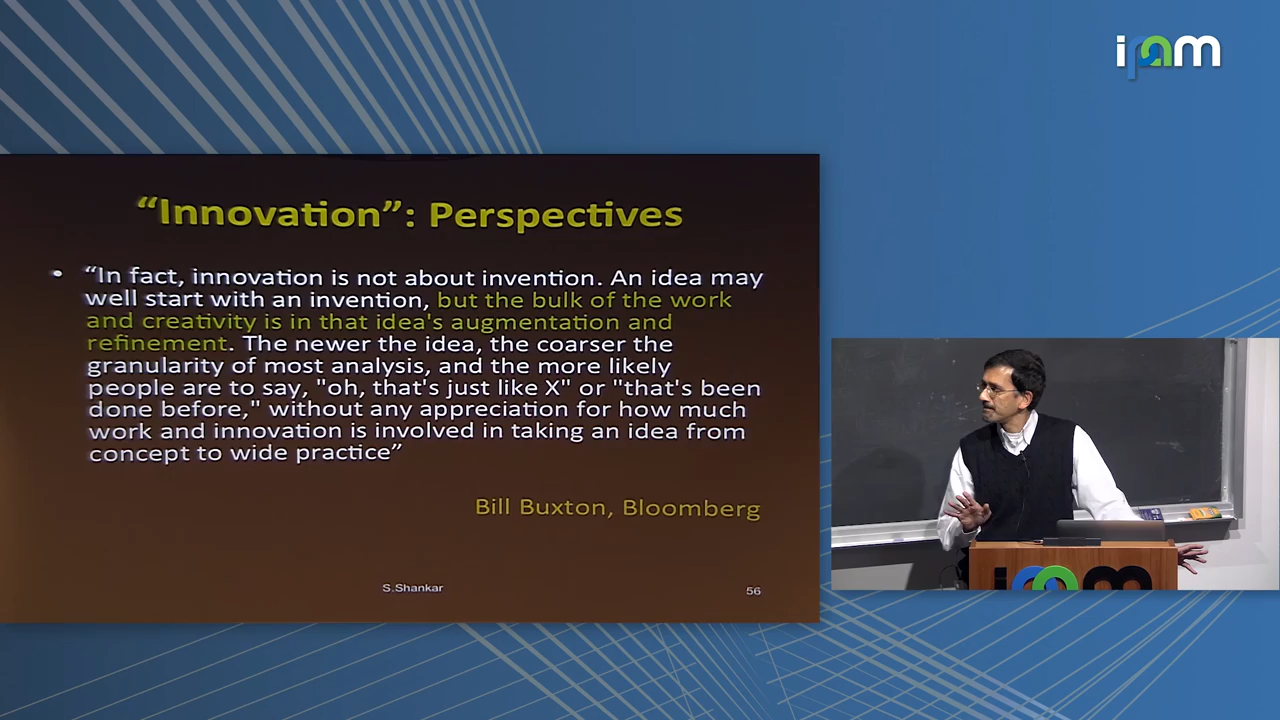 ipam
“Innovation”: Perspectives
• “In fact, innovation is not about invention. An idea may
well start with an invention, but the bulk of the work
and creativity is in that idea's augmentation and
refinement. The newer the idea, the coarser the
granularity of most analysis, and the more likely
people are to say, "oh, that's just like X" or "that's been
done before," without any appreciation for how much
work and innovation is involved in taking an idea from
concept to wide practice”
Bill Buxton, Bloomberg
S.Shankar
56
ipam